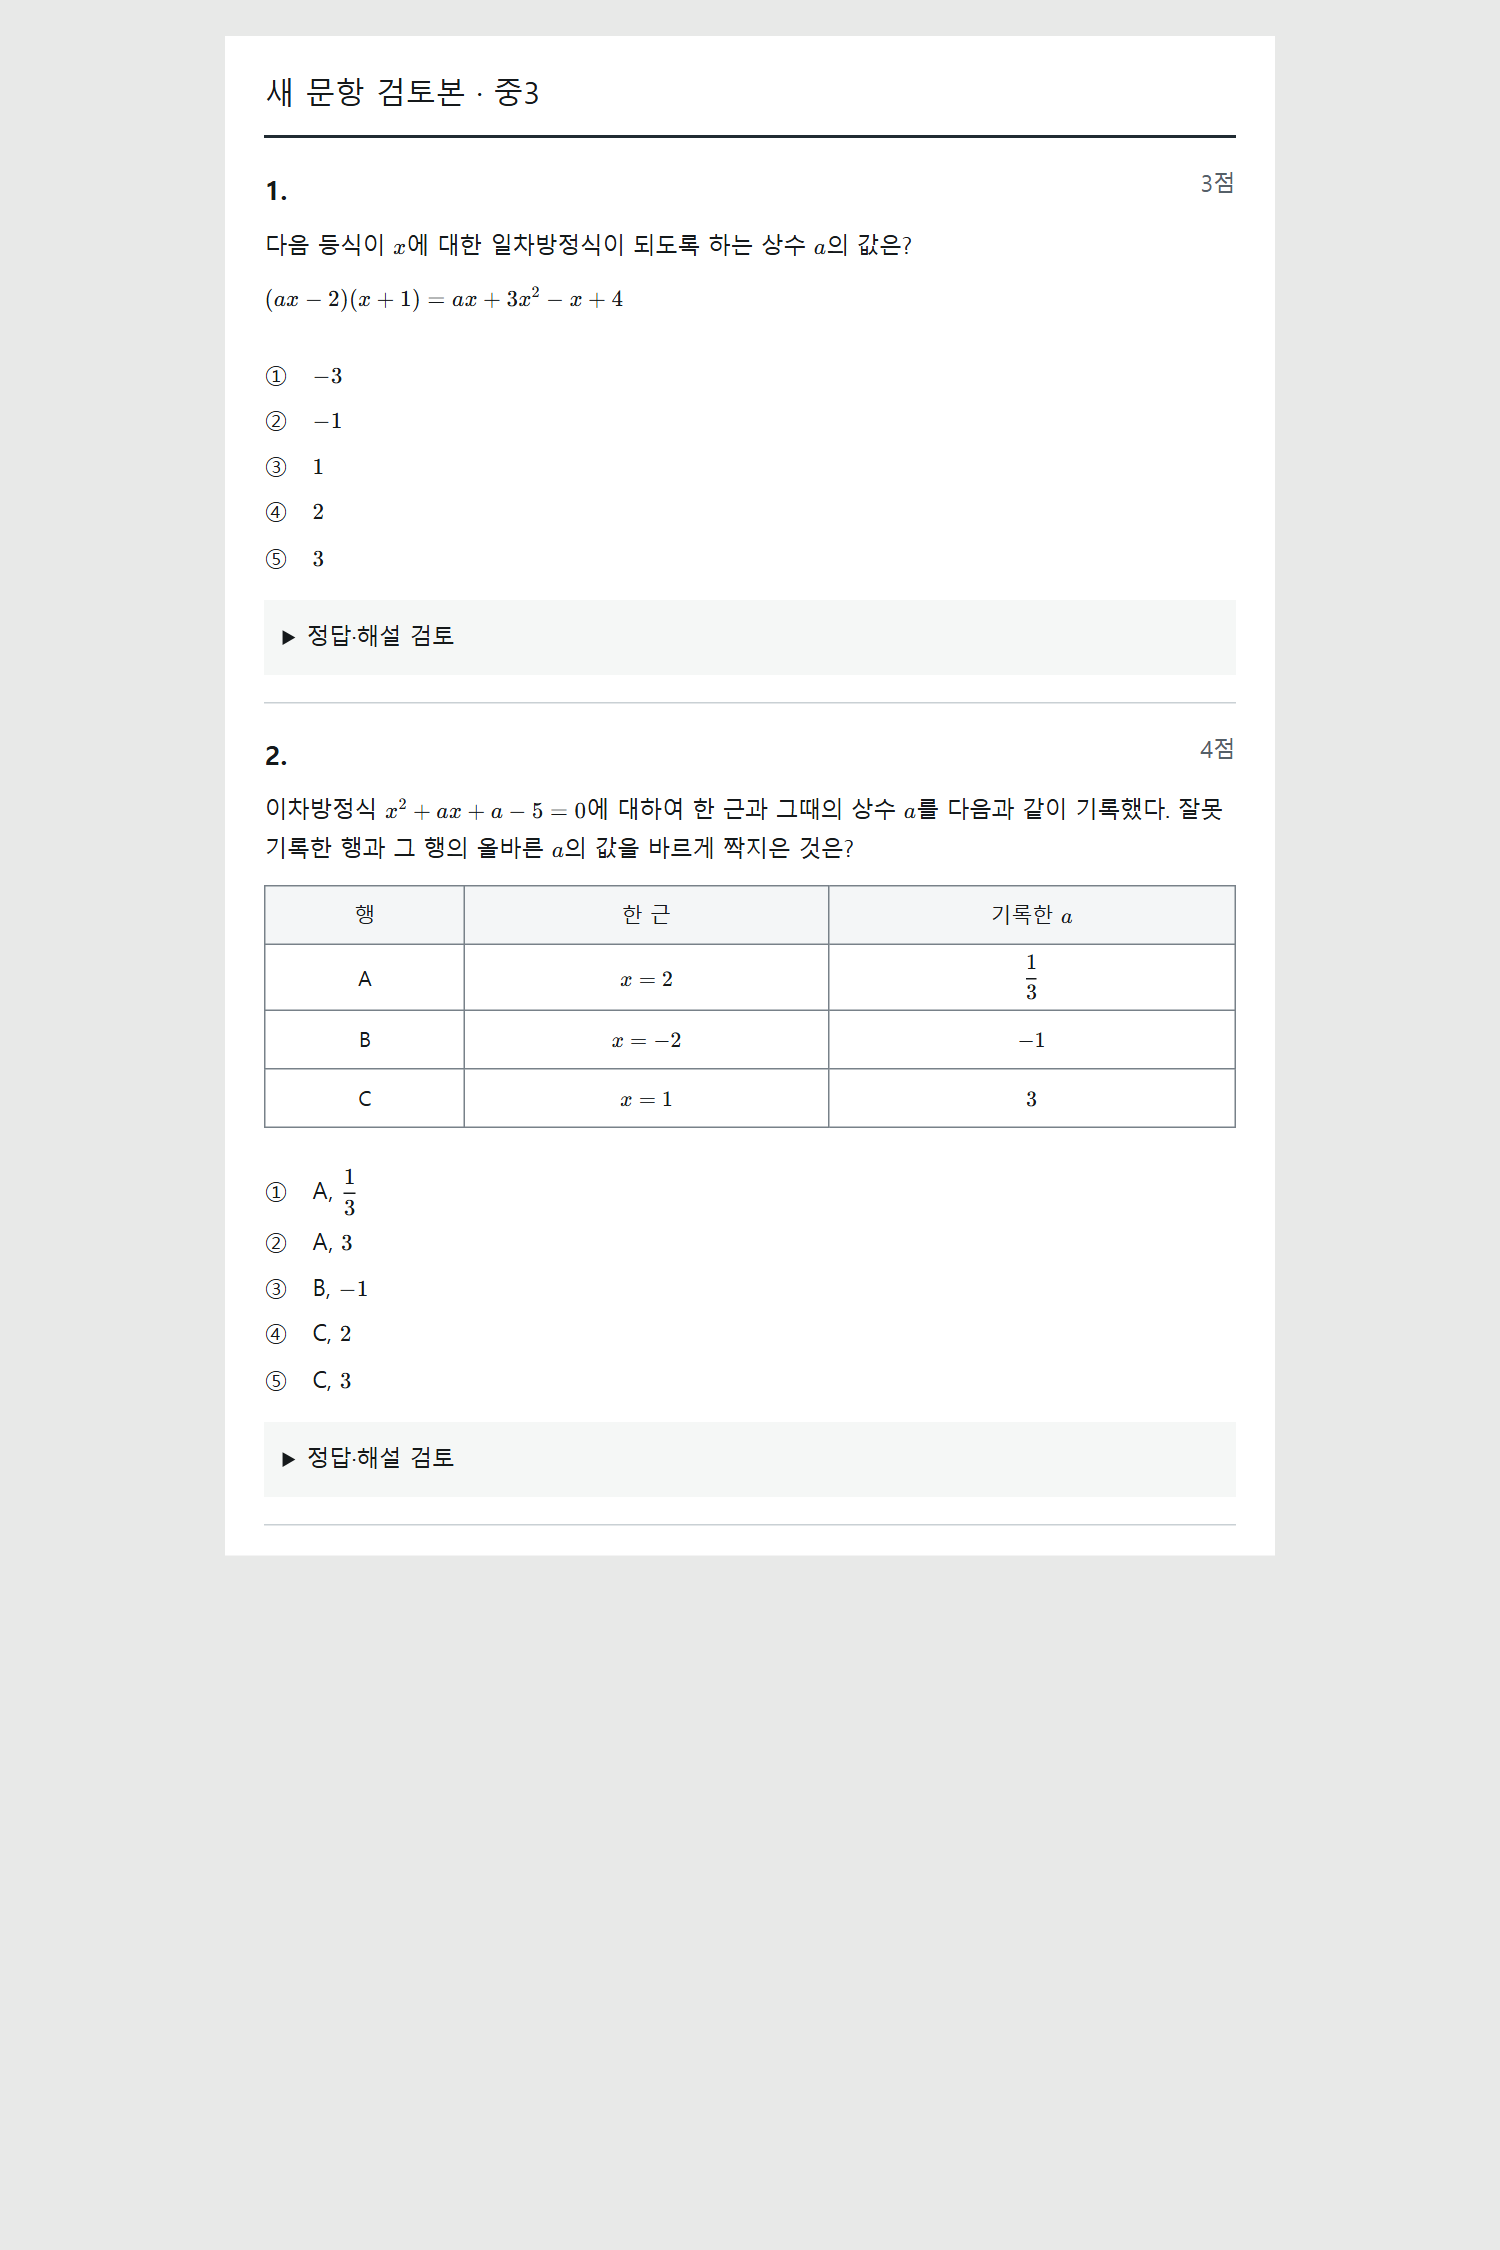 새 문항 검토본 · 중3
1.
3점
다음 등식이 x에 대한 일차방정식이 되도록 하는 상수 a의 값은?
(ax − 2)(x + 1) = ax + 3x² − x + 4
① −3
② −1
③ 1
④ 2
⑤ 3
▶ 정답·해설 검토
2.
4점
이차방정식 x² + ax + a − 5 = 0에 대하여 한 근과 그때의 상수 a를 다음과 같이 기록했다. 잘못
기록한 행과 그 행의 올바른 a의 값을 바르게 짝지은 것은?
행 한 근 기록한 a
A x = 2 1/3
B x = −2 −1
C x = 1 3
① A, 1/3
② A, 3
③ B, −1
④ C, 2
⑤ C, 3
▶ 정답·해설 검토